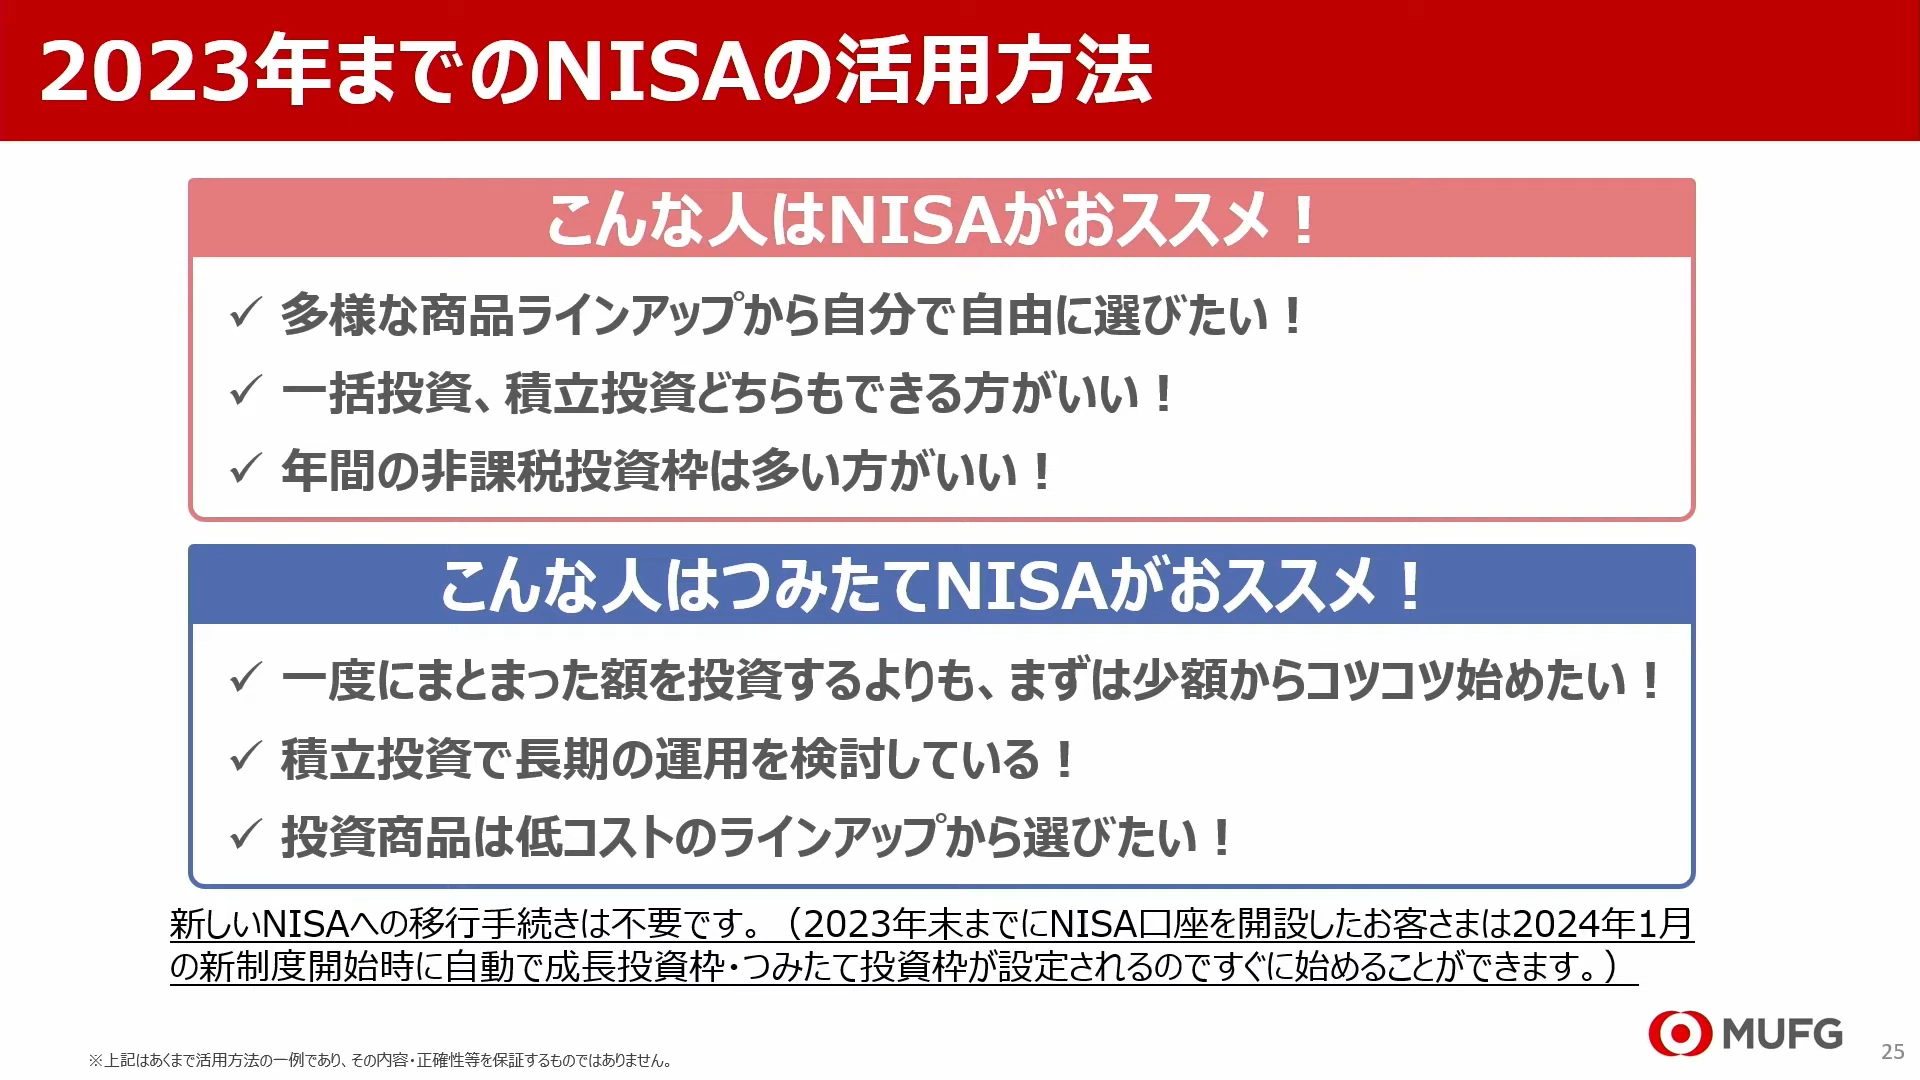 2023年までのNISAの活用方法
こんな人はNISAがおススメ！
✓ 多様な商品ラインアップから自分で自由に選びたい！
✓ 一括投資、積立投資どちらもできる方がいい！
✓ 年間の非課税投資枠は多い方がいい！
こんな人はつみたてNISAがおススメ！
✓ 一度にまとまった額を投資するよりも、まずは少額からコツコツ始めたい！
✓ 積立投資で長期の運用を検討している！
✓ 投資商品は低コストのラインアップから選びたい！
新しいNISAへの移行手続きは不要です。（2023年末までにNISA口座を開設したお客さまは2024年1月
の新制度開始時に自動で成長投資枠・つみたて投資枠が設定されるのですぐに始めることができます。）
MUFG
※上記はあくまで活用方法の一例であり、その内容・正確性等を保証するものではありません。
25